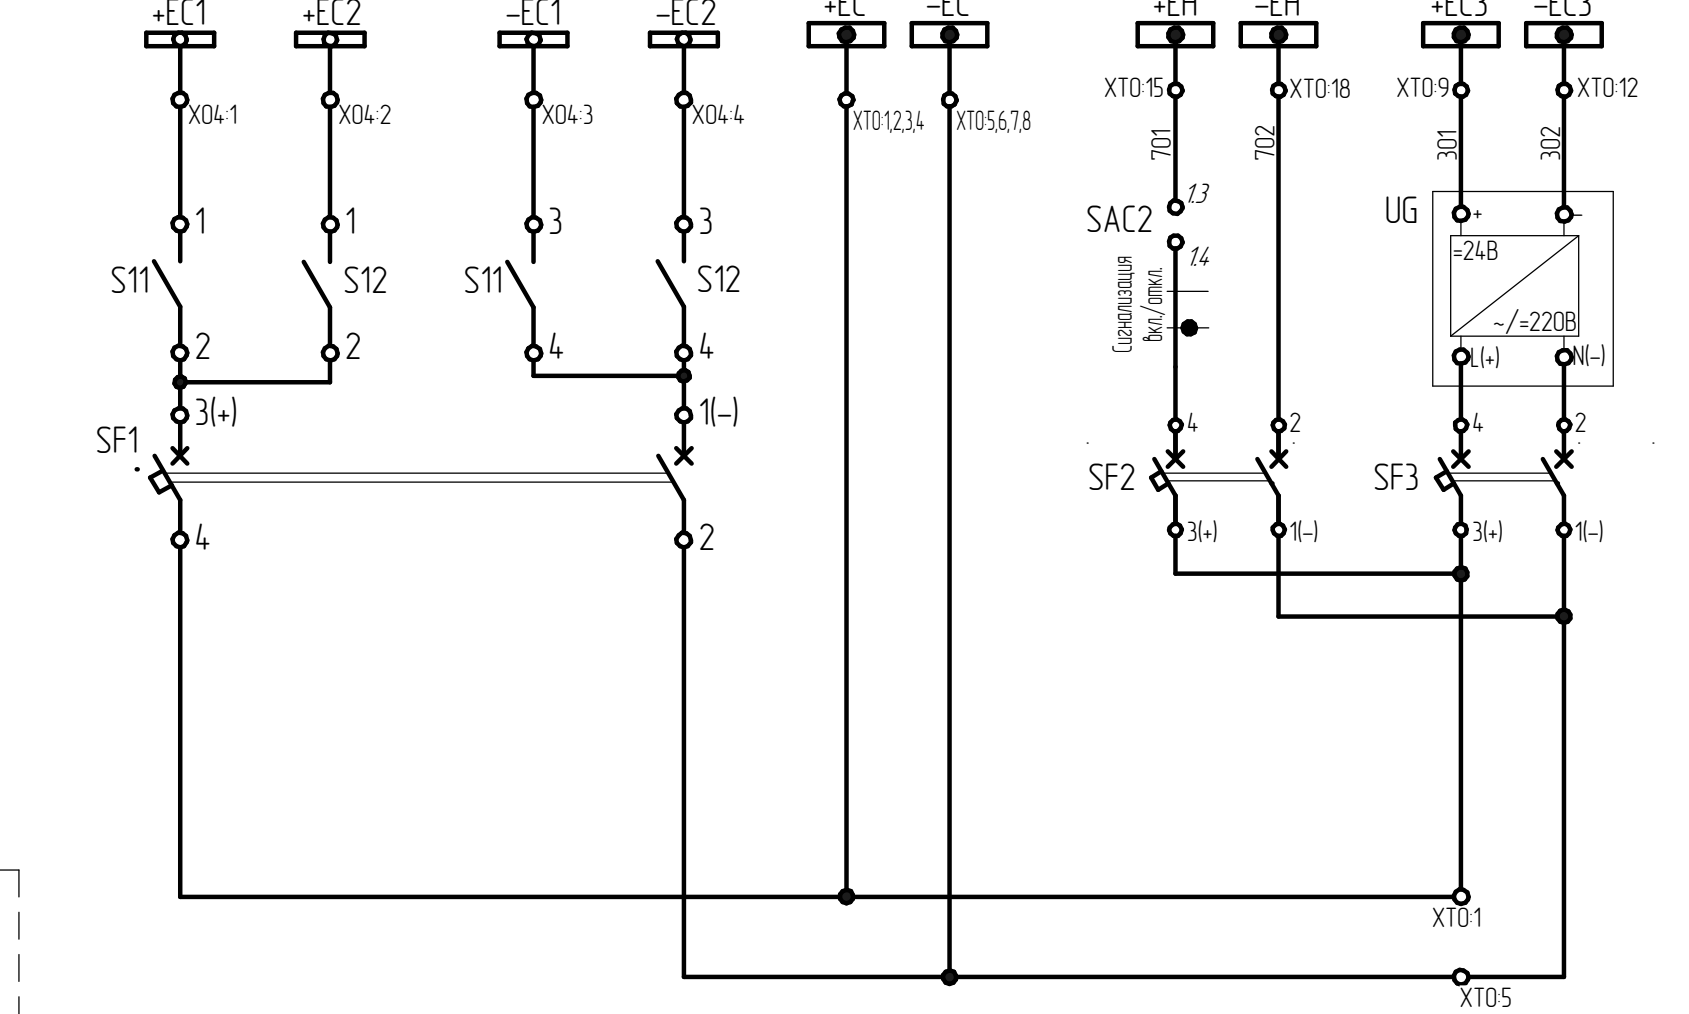 +EC1 +EC2 −EC1 −EC2 +EC −EC +EH −EH +EC3 −EC3
XT0:15 XT0:18 XT0:9 XT0:12
X04:1 X04:2 X04:3 X04:4 XT0:1,2,3,4 XT0:5,6,7,8
701 702 301 302
1.3
1 1 3 3 SAC2 UG + −
1.4 =24В
S11 S12 S11 S12
Сигнализация
вкл./откл.
~/=220В
2 2 4 4 L(+) N(−)
3(+) 1(−) 4 2 4 2
SF1
SF2 SF3
4 2 3(+) 1(−) 3(+) 1(−)
XT0:1
XT0:5